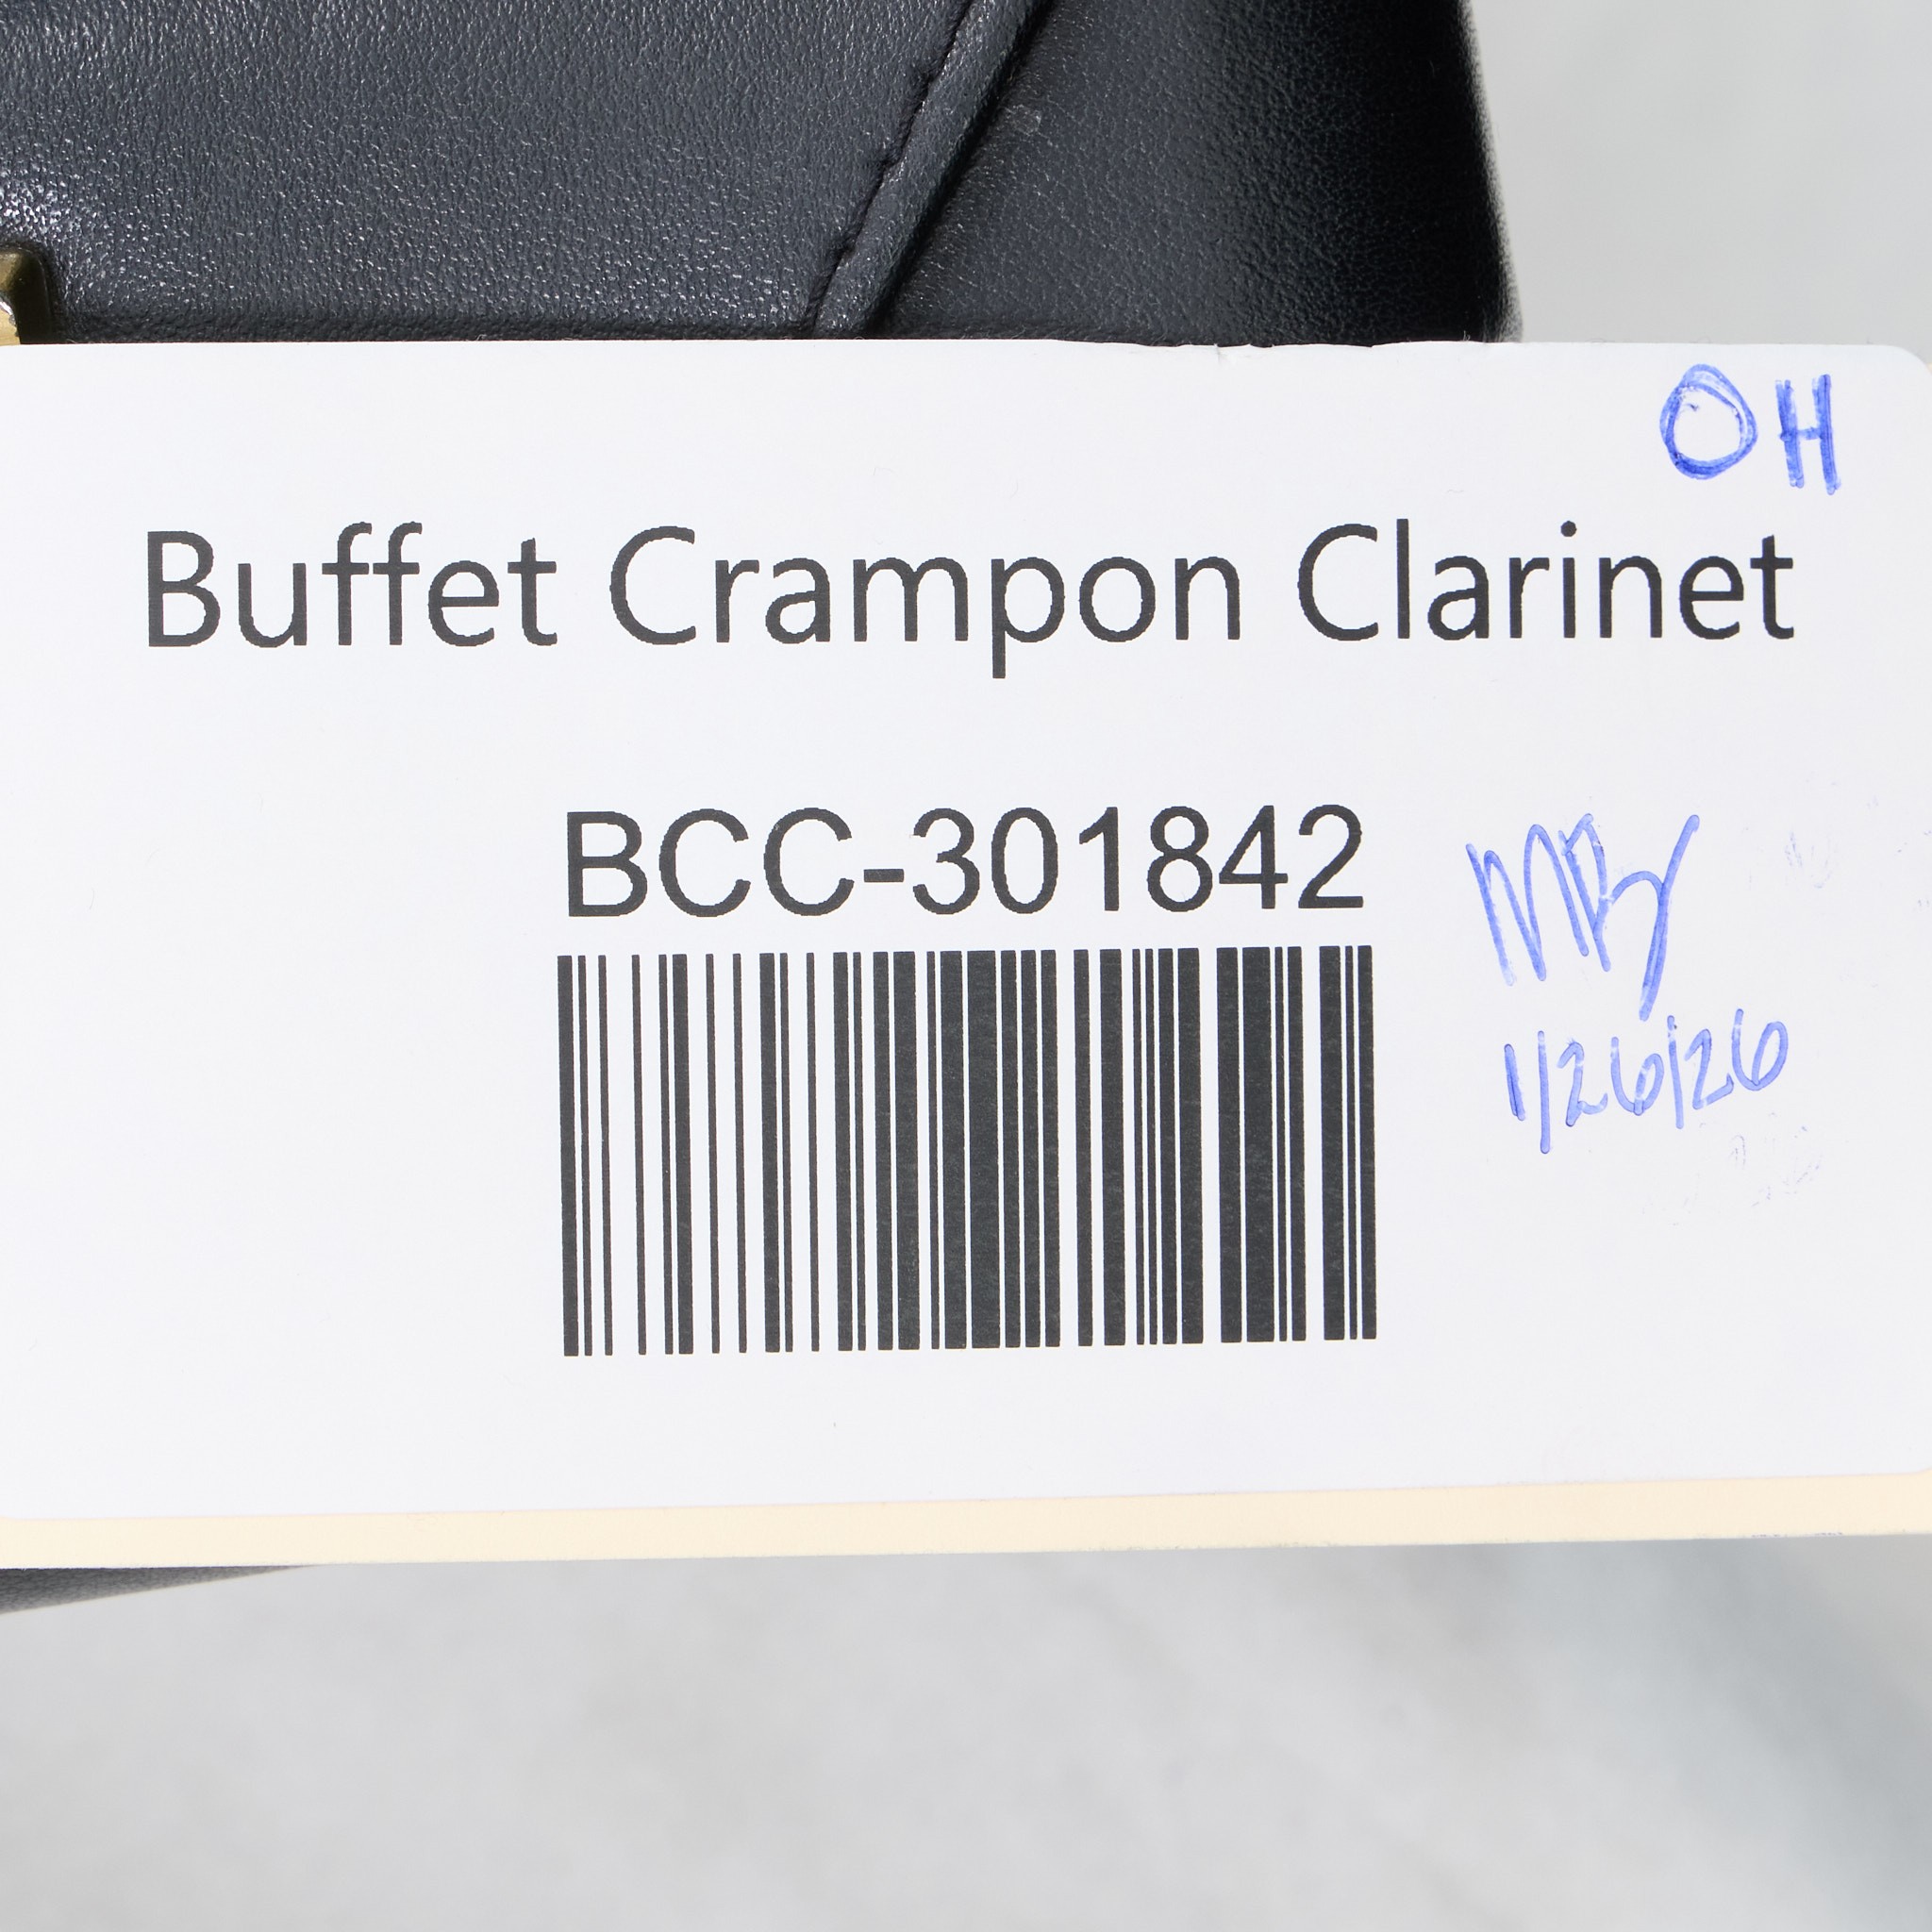 OH
Buffet Crampon Clarinet
BCC-301842
1/26/26